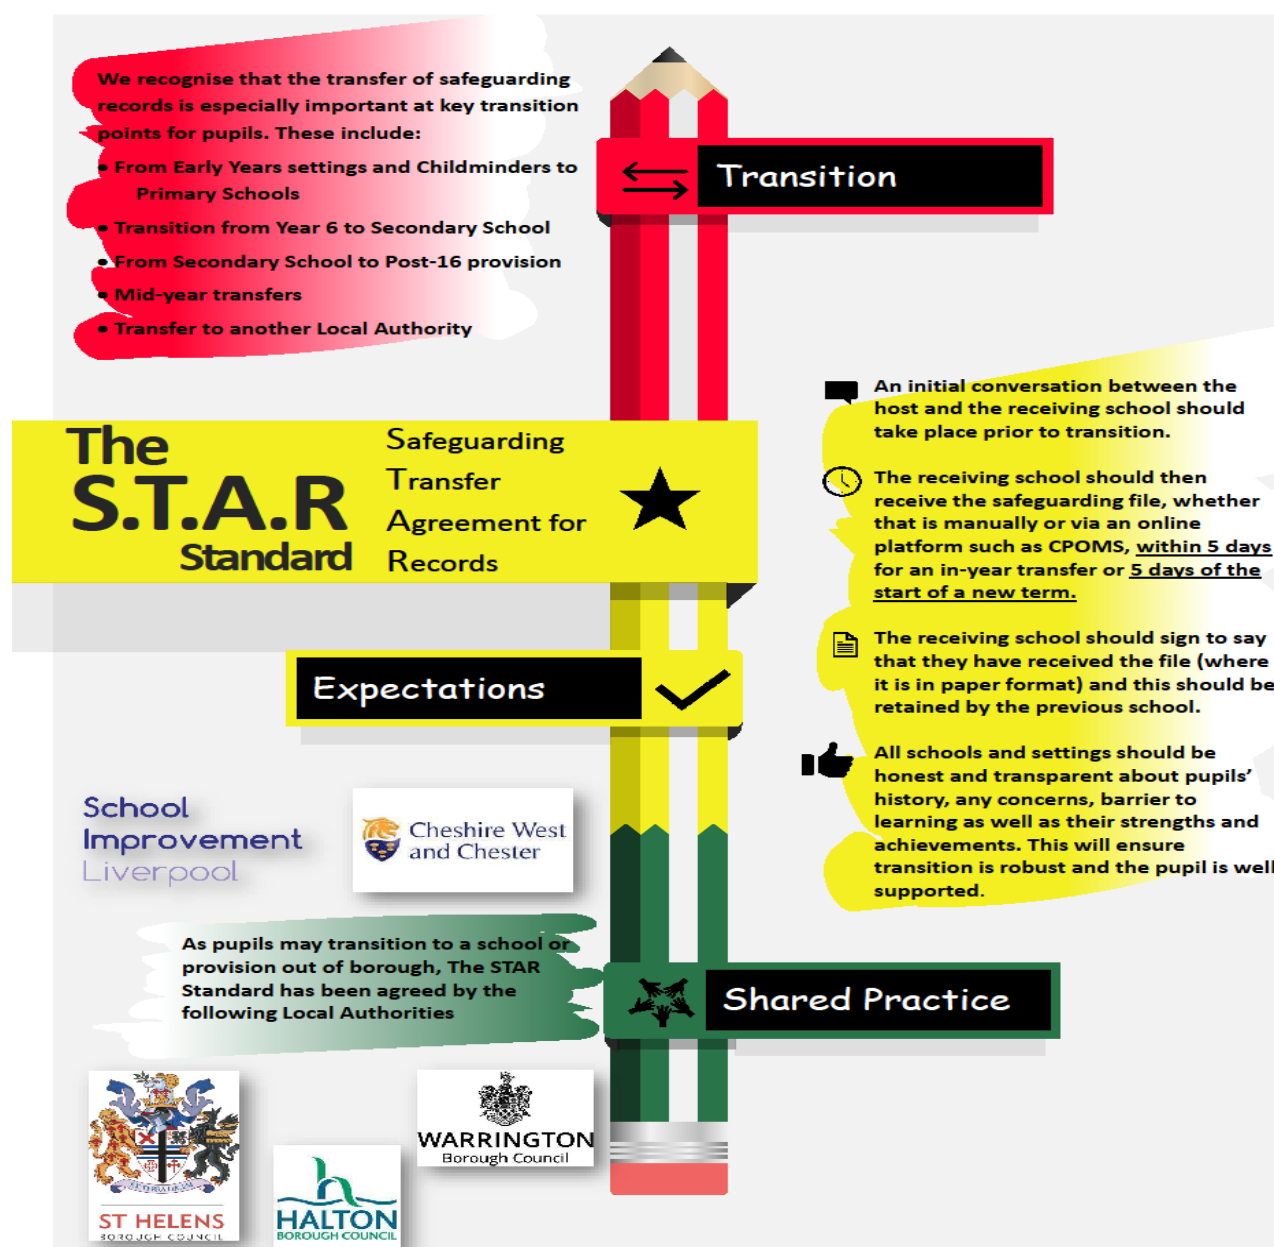 We recognise that the transfer of safeguarding
records is especially important at key transition
points for pupils. These include:
• From Early Years settings and Childminders to
Primary Schools
• Transition from Year 6 to Secondary School
• From Secondary School to Post-16 provision
• Mid-year transfers
• Transfer to another Local Authority
Transition
The
S.T.A.R
Standard
Safeguarding
Transfer
Agreement for
Records
An initial conversation between the
host and the receiving school should
take place prior to transition.
The receiving school should then
receive the safeguarding file, whether
that is manually or via an online
platform such as CPOMS, within 5 days
for an in-year transfer or 5 days of the
start of a new term.
The receiving school should sign to say
that they have received the file (where
it is in paper format) and this should be
retained by the previous school.
All schools and settings should be
honest and transparent about pupils’
history, any concerns, barrier to
learning as well as their strengths and
achievements. This will ensure
transition is robust and the pupil is well
supported.
Expectations
School
Improvement
Liverpool
Cheshire West
and Chester
As pupils may transition to a school or
provision out of borough, The STAR
Standard has been agreed by the
following Local Authorities
Shared Practice
ST HELENS
BOROUGH COUNCIL
HALTON
BOROUGH COUNCIL
WARRINGTON
Borough Council